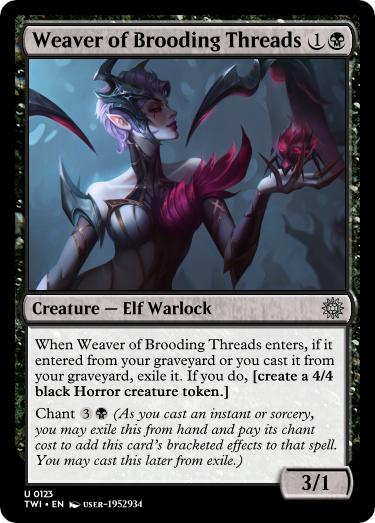 Weaver of Brooding Threads 1
Creature — Elf Warlock
When Weaver of Brooding Threads enters, if it
entered from your graveyard or you cast it from
your graveyard, exile it. If you do, [create a 4/4
black Horror creature token.]
Chant 3 (As you cast an instant or sorcery,
you may exile this from hand and pay its chant
cost to add this card's bracketed effects to that spell.
You may cast this later from exile.)
3/1
U 0123
TWI • EN USER-1952934